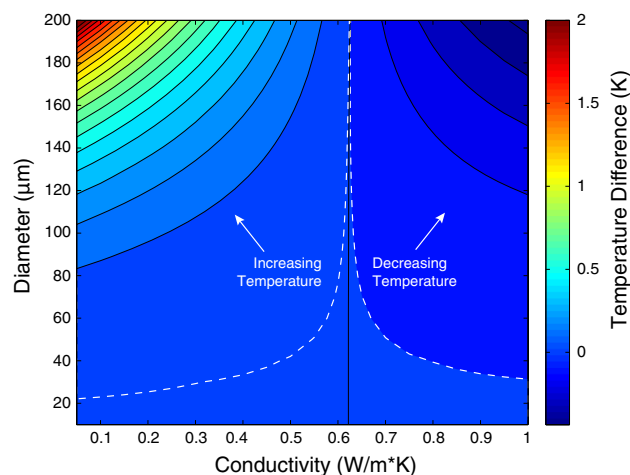 200
180
160
140
120
100
80
60
40
20
Diameter (µm)
Increasing
Temperature
Decreasing
Temperature
0.1 0.2 0.3 0.4 0.5 0.6 0.7 0.8 0.9 1
Conductivity (W/m*K)
2
1.5
1
0.5
0
Temperature Difference (K)